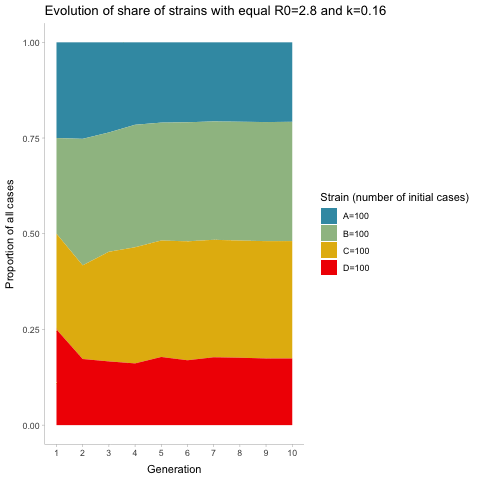 Evolution of share of strains with equal R0=2.8 and k=0.16
1.00
0.75
0.50
0.25
0.00
Proportion of all cases
1 2 3 4 5 6 7 8 9 10
Generation
Strain (number of initial cases)
A=100
B=100
C=100
D=100